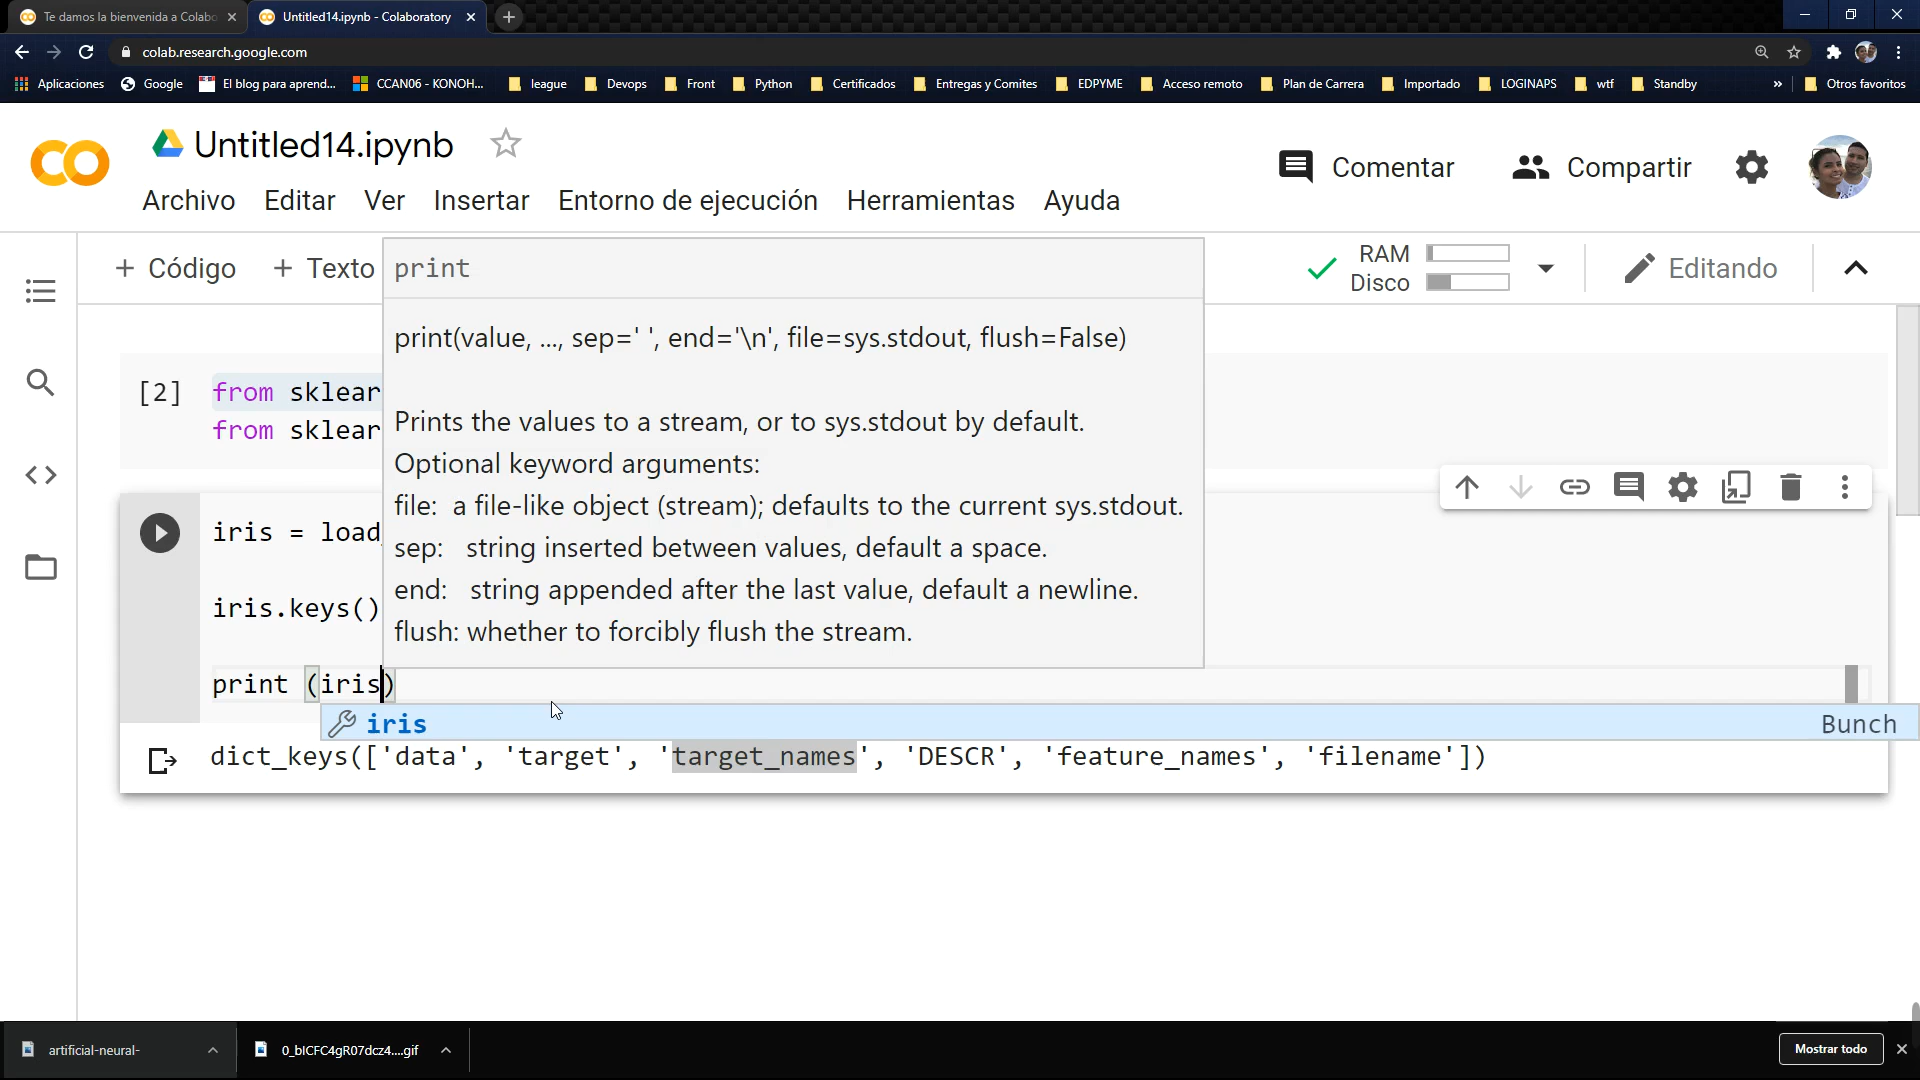 Te damos la bienvenida a Colabo
Untitled14.ipynb - Colaboratory
colab.research.google.com
Aplicaciones
Google
El blog para aprend...
CCAN06 - KONOH...
league
Devops
Front
Python
Certificados
Entregas y Comites
EDPYME
Acceso remoto
Plan de Carrera
Importado
LOGINAPS
wtf
Standby
»
Otros favoritos
Untitled14.ipynb
Comentar
Compartir
Archivo Editar Ver Insertar Entorno de ejecución Herramientas Ayuda
+ Código + Texto
RAM
Disco
Editando
print
print(value, ..., sep=' ', end='\n', file=sys.stdout, flush=False)
Prints the values to a stream, or to sys.stdout by default.
Optional keyword arguments:
file: a file-like object (stream); defaults to the current sys.stdout.
sep: string inserted between values, default a space.
end: string appended after the last value, default a newline.
flush: whether to forcibly flush the stream.
[2] from sklear
from sklear
iris = load_
iris.keys()
print (iris)
iris Bunch
dict_keys(['data', 'target', 'target_names', 'DESCR', 'feature_names', 'filename'])
artificial-neural-
0_bICFC4gR07dcz4....gif
Mostrar todo